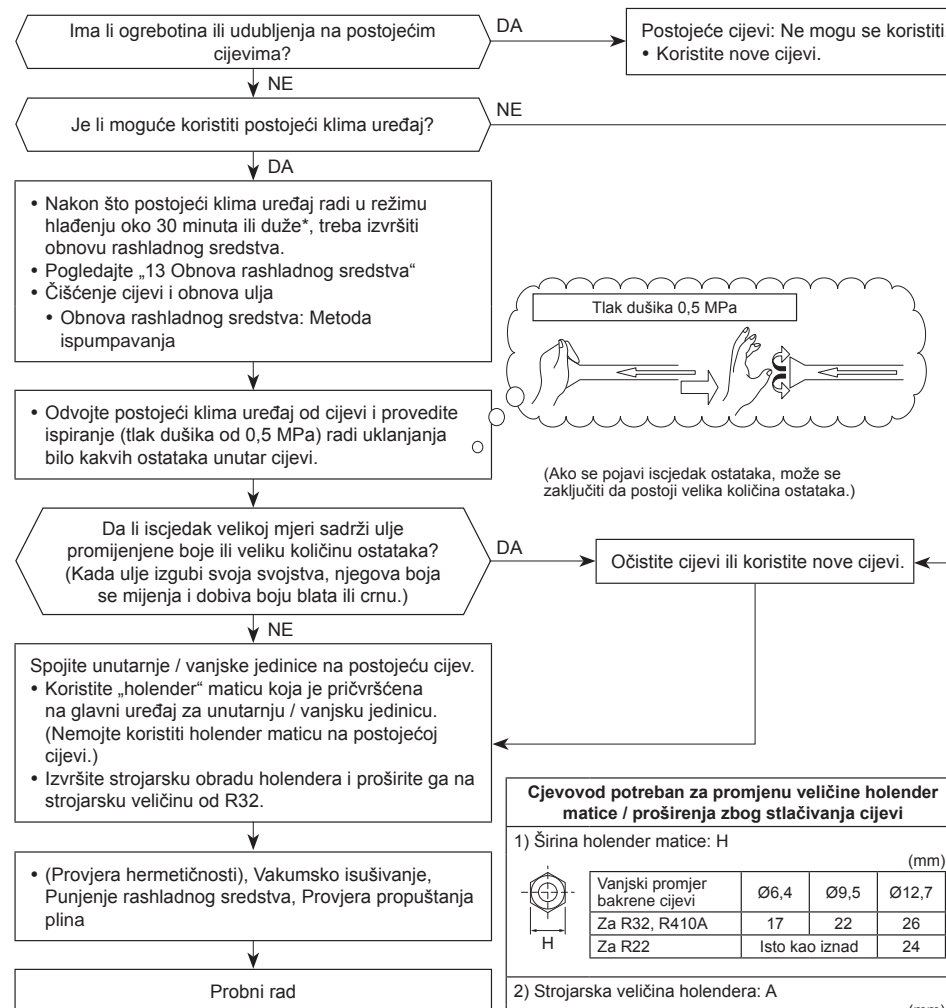 Ima li ogrebotina ili udubljenja na postojećim
cijevima?
DA
Postojeće cijevi: Ne mogu se koristiti
• Koristite nove cijevi.
NE
Je li moguće koristiti postojeći klima uređaj?
NE
DA
• Nakon što postojeći klima uređaj radi u režimu
hlađenju oko 30 minuta ili duže*, treba izvršiti
obnovu rashladnog sredstva.
• Pogledajte „13 Obnova rashladnog sredstva“
• Čišćenje cijevi i obnova ulja
• Obnova rashladnog sredstva: Metoda
ispumpavanja
Tlak dušika 0,5 MPa
• Odvojte postojeći klima uređaj od cijevi i provedite
ispiranje (tlak dušika od 0,5 MPa) radi uklanjanja
bilo kakvih ostataka unutar cijevi.
(Ako se pojavi iscjedak ostataka, može se
zaključiti da postoji velika količina ostataka.)
Da li iscjedak velikoj mjeri sadrži ulje
promijenjene boje ili veliku količinu ostataka?
(Kada ulje izgubi svoja svojstva, njegova boja
se mijenja i dobiva boju blata ili crnu.)
DA
Očistite cijevi ili koristite nove cijevi.
NE
Spojite unutarnje / vanjske jedinice na postojeću cijev.
• Koristite „holender“ maticu koja je pričvršćena
na glavni uređaj za unutarnju / vanjsku jedinicu.
(Nemojte koristiti holender maticu na postojećoj
cijevi.)
• Izvršite strojarsku obradu holendera i proširite ga na
strojarsku veličinu od R32.
Cjevovod potreban za promjenu veličine holender
matice / proširenja zbog stlačivanja cijevi
1) Širina holender matice: H
(mm)
Vanjski promjer
bakrene cijevi
Ø6,4 Ø9,5 Ø12,7
Za R32, R410A 17 22 26
Za R22 Isto kao iznad 24
H
• (Provjera hermetičnosti), Vakumsko isušivanje,
Punjenje rashladnog sredstva, Provjera propuštanja
plina
Probni rad
2) Strojarska veličina holendera: A
(mm)